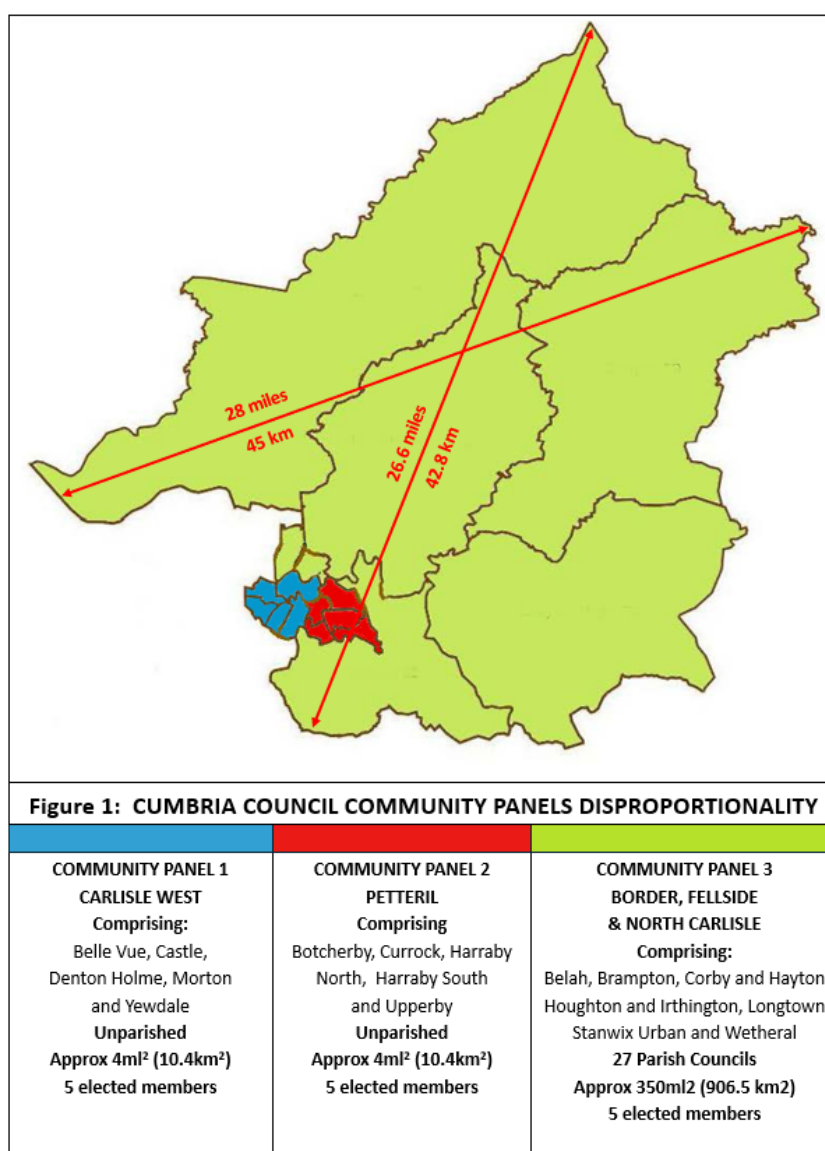 28 miles
45 km
26.6 miles
42.8 km
Figure 1: CUMBRIA COUNCIL COMMUNITY PANELS DISPROPORTIONALITY
COMMUNITY PANEL 1
CARLISLE WEST
Comprising:
Belle Vue, Castle,
Denton Holme, Morton
and Yewdale
Unparished
Approx 4ml² (10.4km²)
5 elected members
COMMUNITY PANEL 2
PETTERIL
Comprising
Botcherby, Currock, Harraby
North, Harraby South
and Upperby
Unparished
Approx 4ml² (10.4km²)
5 elected members
COMMUNITY PANEL 3
BORDER, FELLSIDE
& NORTH CARLISLE
Comprising:
Belah, Brampton, Corby and Hayton
Houghton and Irthington, Longtown
Stanwix Urban and Wetheral
27 Parish Councils
Approx 350ml2 (906.5 km2)
5 elected members